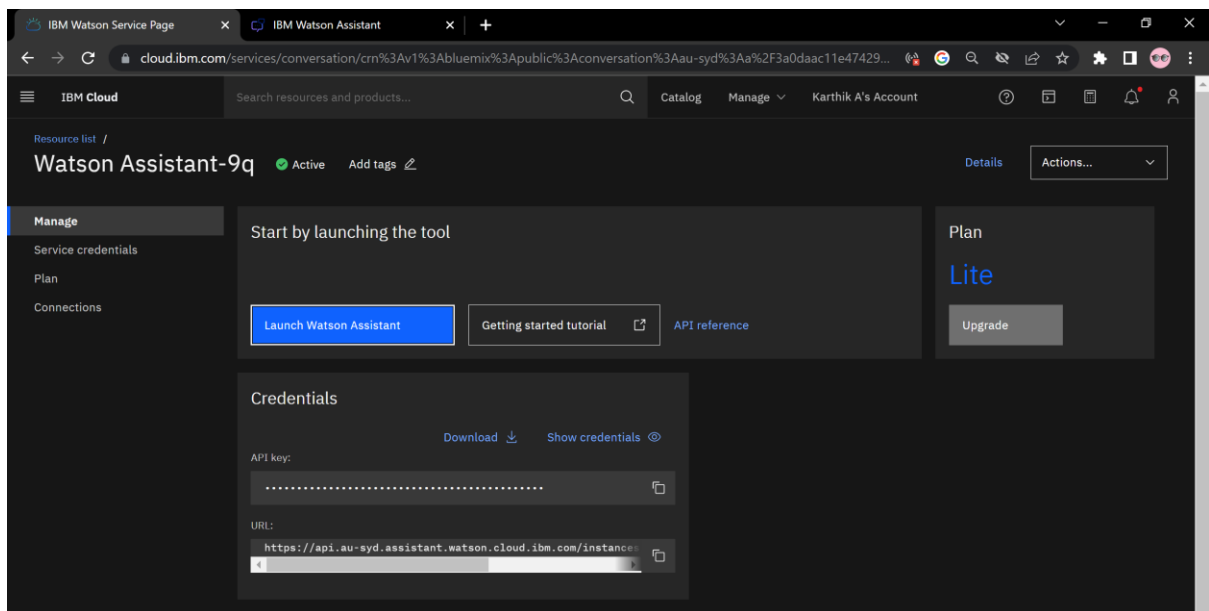 IBM Watson Service Page
IBM Watson Assistant
cloud.ibm.com/services/conversation/crn%3Av1%3Abluemix%3Apublic%3Aconversation%3Aau-syd%3Aa%2F3a0daac11e47429...
IBM Cloud Search resources and products... Catalog Manage Karthik A's Account
Resource list /
Watson Assistant-9q Active Add tags Details Actions...
Manage
Service credentials
Plan
Connections
Start by launching the tool
Launch Watson Assistant Getting started tutorial API reference
Plan
Lite
Upgrade
Credentials
Download Show credentials
API key:
............................................
URL:
https://api.au-syd.assistant.watson.cloud.ibm.com/instances